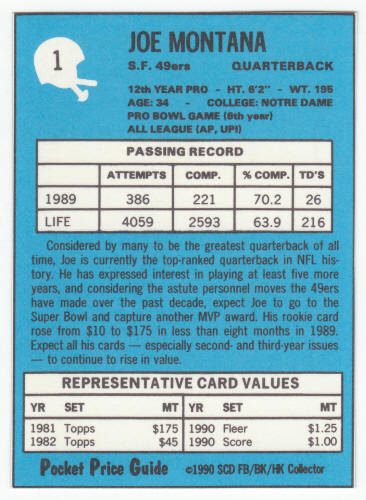 1
JOE MONTANA
S.F. 49ers QUARTERBACK
12th YEAR PRO - HT. 6'2" - WT. 195
AGE: 34 - COLLEGE: NOTRE DAME
PRO BOWL GAME (6th year)
ALL LEAGUE (AP, UPI)
PASSING RECORD
ATTEMPTS COMP. % COMP. TD'S
1989 386 221 70.2 26
LIFE 4059 2593 63.9 216
Considered by many to be the greatest quarterback of all
time, Joe is currently the top-ranked quarterback in NFL his-
tory. He has expressed interest in playing at least five more
years, and considering the astute personnel moves the 49ers
have made over the past decade, expect Joe to go to the
Super Bowl and capture another MVP award. His rookie card
rose from $10 to $175 in less than eight months in 1989.
Expect all his cards — especially second- and third-year issues
— to continue to rise in value.
REPRESENTATIVE CARD VALUES
YR SET MT YR SET MT
1981 Topps $175 1990 Fleer $1.25
1982 Topps $45 1990 Score $1.00
Pocket Price Guide ©1990 SCD FB/BK/HK Collector